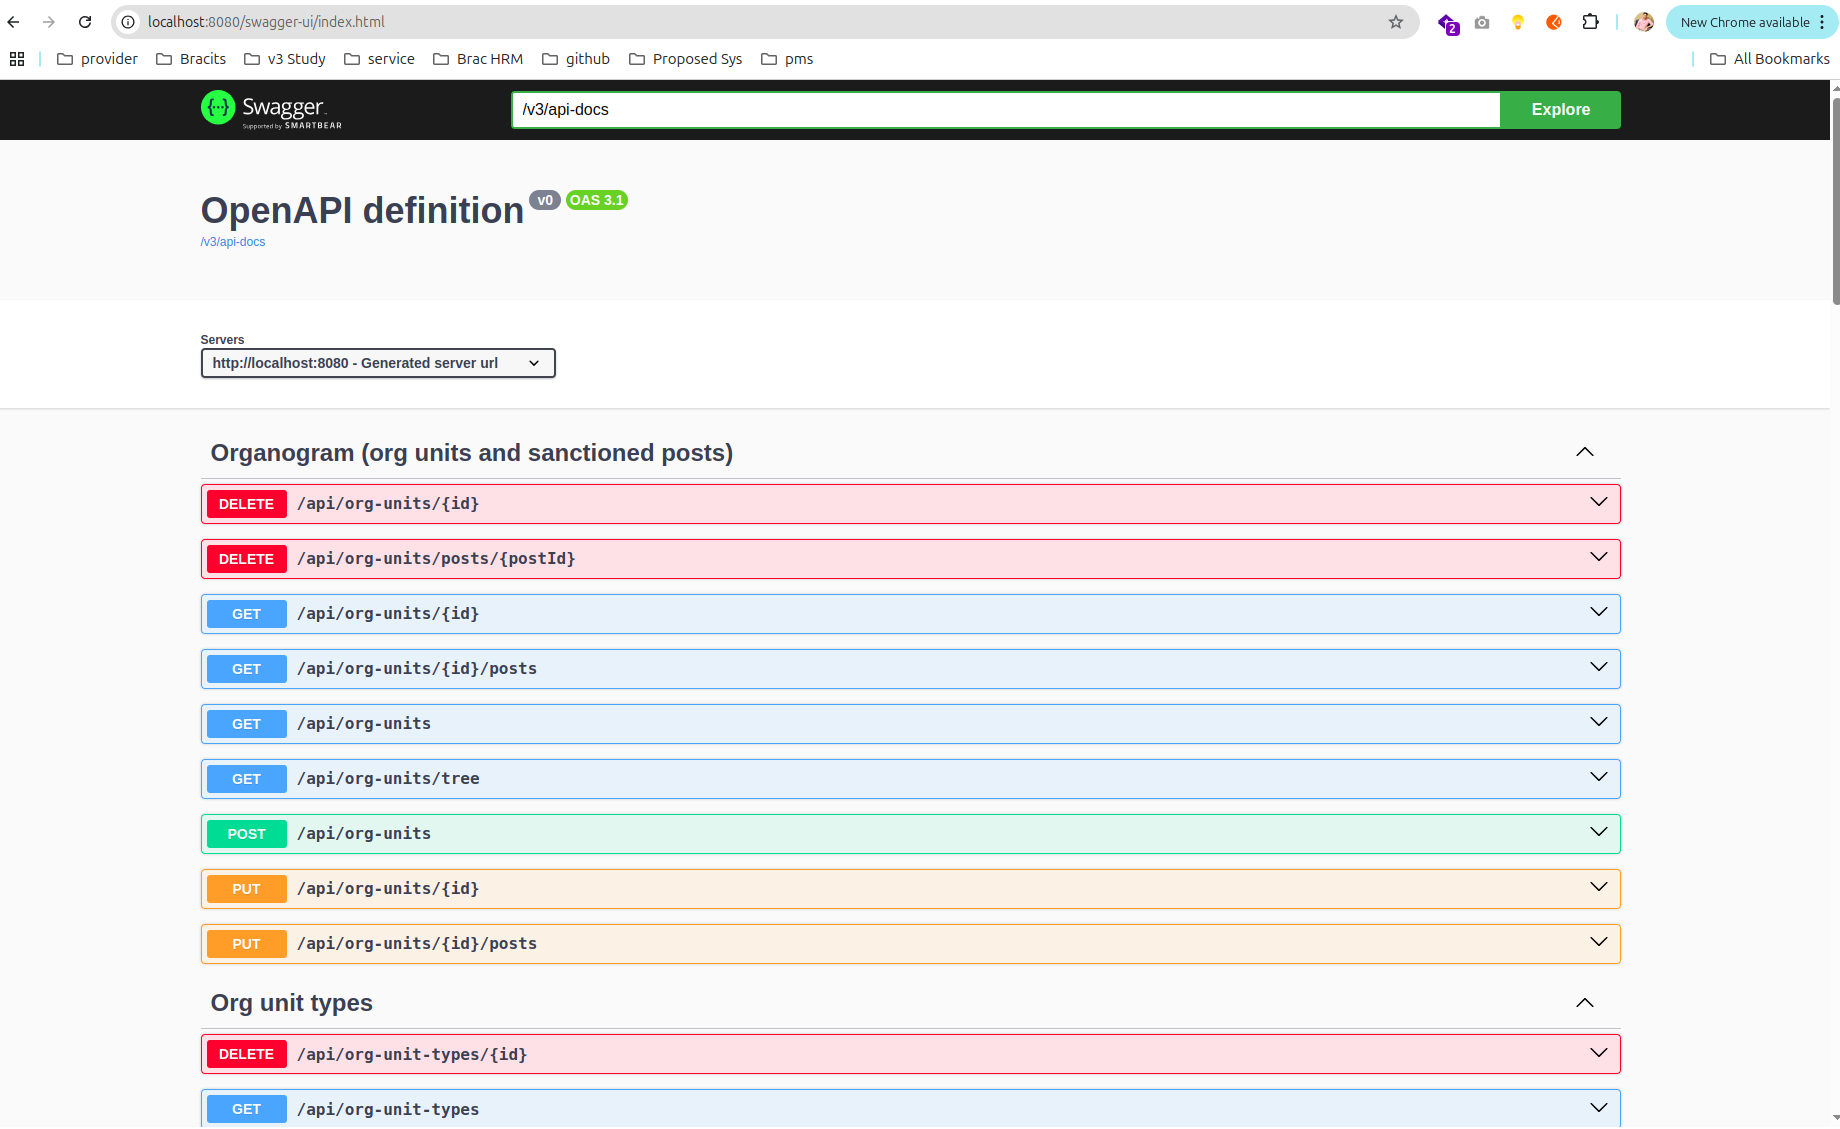 localhost:8080/swagger-ui/index.html
2
New Chrome available
provider Bracits v3 Study service Brac HRM github Proposed Sys pms All Bookmarks
{···} Swagger.
Supported by SMARTBEAR
/v3/api-docs
Explore
OpenAPI definition v0 OAS 3.1
/v3/api-docs
Servers
http://localhost:8080 - Generated server url
Organogram (org units and sanctioned posts)
DELETE /api/org-units/{id}
DELETE /api/org-units/posts/{postId}
GET /api/org-units/{id}
GET /api/org-units/{id}/posts
GET /api/org-units
GET /api/org-units/tree
POST /api/org-units
PUT /api/org-units/{id}
PUT /api/org-units/{id}/posts
Org unit types
DELETE /api/org-unit-types/{id}
GET /api/org-unit-types